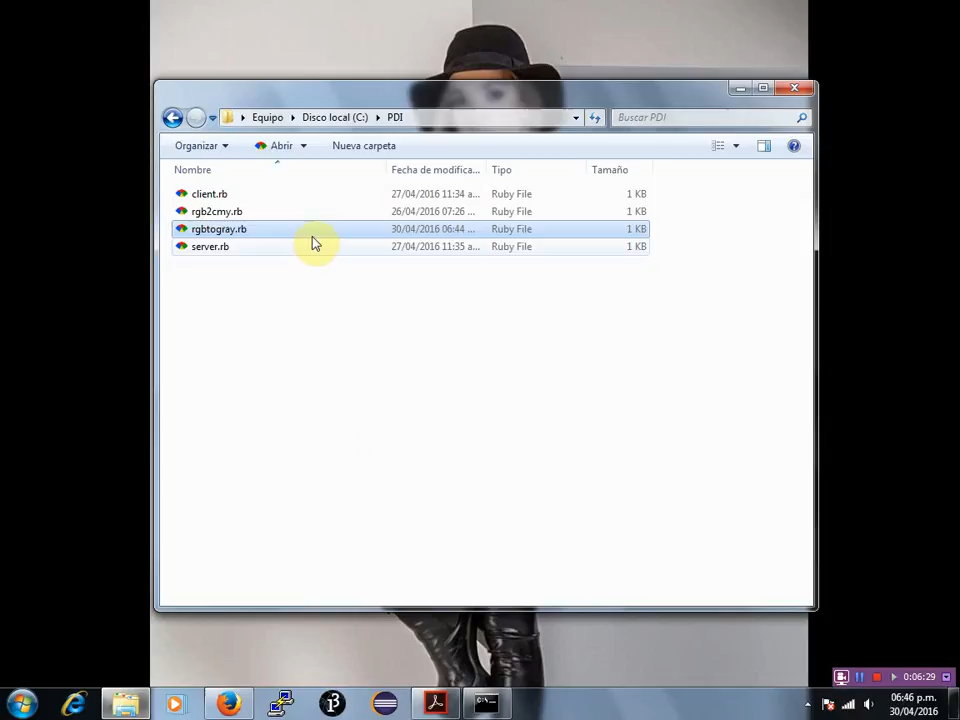 Equipo Disco local (C:) PDI Buscar PDI
Organizar Abrir Nueva carpeta
Nombre Fecha de modifica... Tipo Tamaño
client.rb 27/04/2016 11:34 a... Ruby File 1 KB
rgb2cmy.rb 26/04/2016 07:26 ... Ruby File 1 KB
rgbtogray.rb 30/04/2016 06:44 ... Ruby File 1 KB
server.rb 27/04/2016 11:35 a... Ruby File 1 KB
0:06:29
06:46 p.m.
30/04/2016